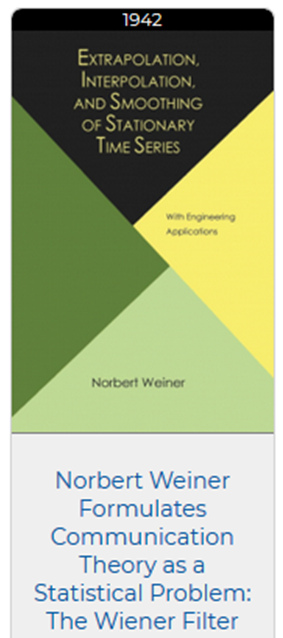 1942
EXTRAPOLATION,
INTERPOLATION,
AND SMOOTHING
OF STATIONARY
TIME SERIES
With Engineering
Applications
Norbert Weiner
Norbert Weiner
Formulates
Communication
Theory as a
Statistical Problem:
The Wiener Filter